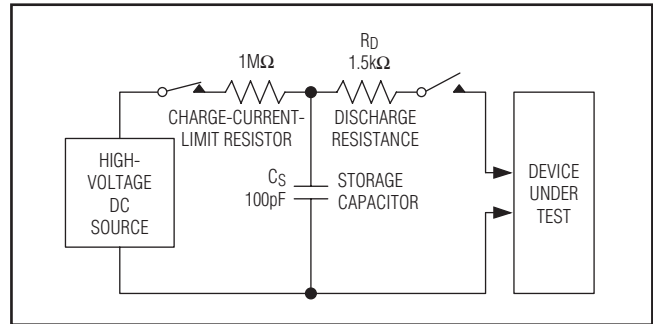 1MΩ
CHARGE-CURRENT-
LIMIT RESISTOR
RD
1.5kΩ
DISCHARGE
RESISTANCE
HIGH-
VOLTAGE
DC
SOURCE
CS
100pF
STORAGE
CAPACITOR
DEVICE
UNDER
TEST